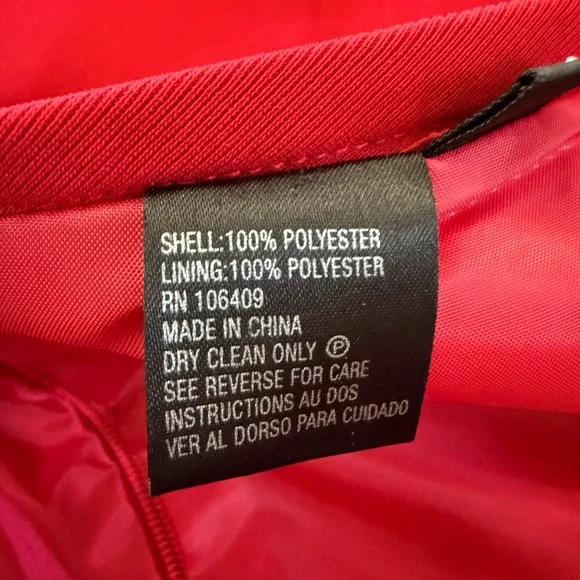 SHELL:100% POLYESTER
LINING:100% POLYESTER
RN 106409
MADE IN CHINA
DRY CLEAN ONLY Ⓟ
SEE REVERSE FOR CARE
INSTRUCTIONS AU DOS
VER AL DORSO PARA CUIDADO